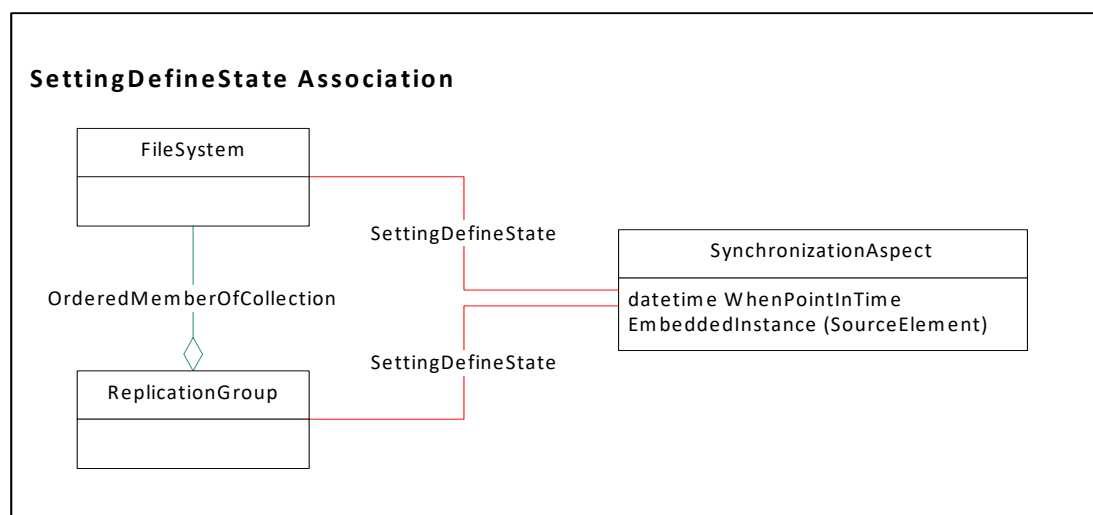 SettingDefineState Association
FileSystem
SettingDefineState
SynchronizationAspect
datetime WhenPointInTime
EmbeddedInstance (SourceElement)
OrderedMemberOfCollection
SettingDefineState
ReplicationGroup